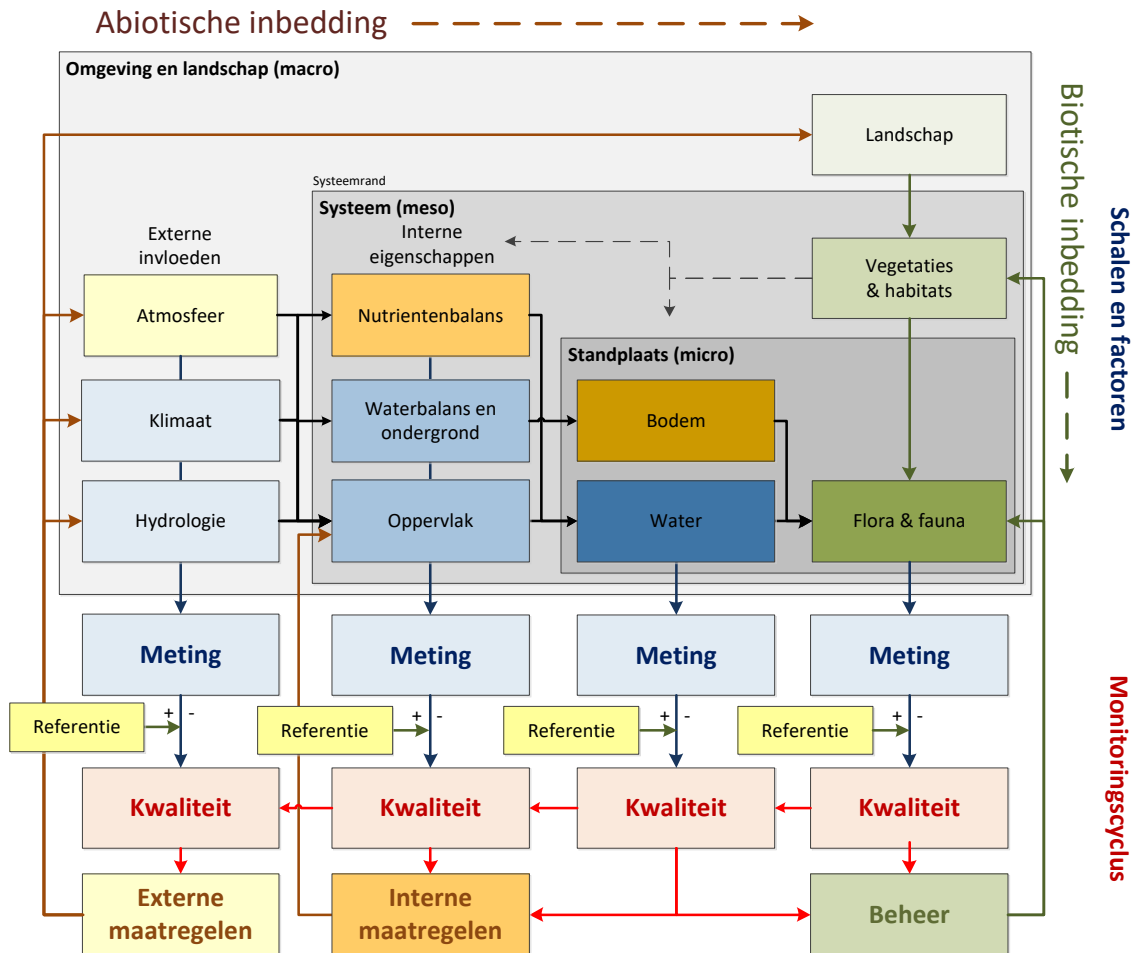 Abiotische inbedding
Omgeving en landschap (macro)
Landschap
Biotische inbedding
Schalen en factoren
Systeemrand
Systeem (meso)
Externe
invloeden
Interne
eigenschappen
Vegetaties
& habitats
Atmosfeer
Nutrientenbalans
Standplaats (micro)
Klimaat
Waterbalans en
ondergrond
Bodem
Hydrologie
Oppervlak
Water
Flora & fauna
Meting
Meting
Meting
Meting
Monitoringscyclus
Referentie
+ -
Referentie
+ -
Referentie
+ -
Referentie
+ -
Kwaliteit
Kwaliteit
Kwaliteit
Kwaliteit
Externe
maatregelen
Interne
maatregelen
Beheer